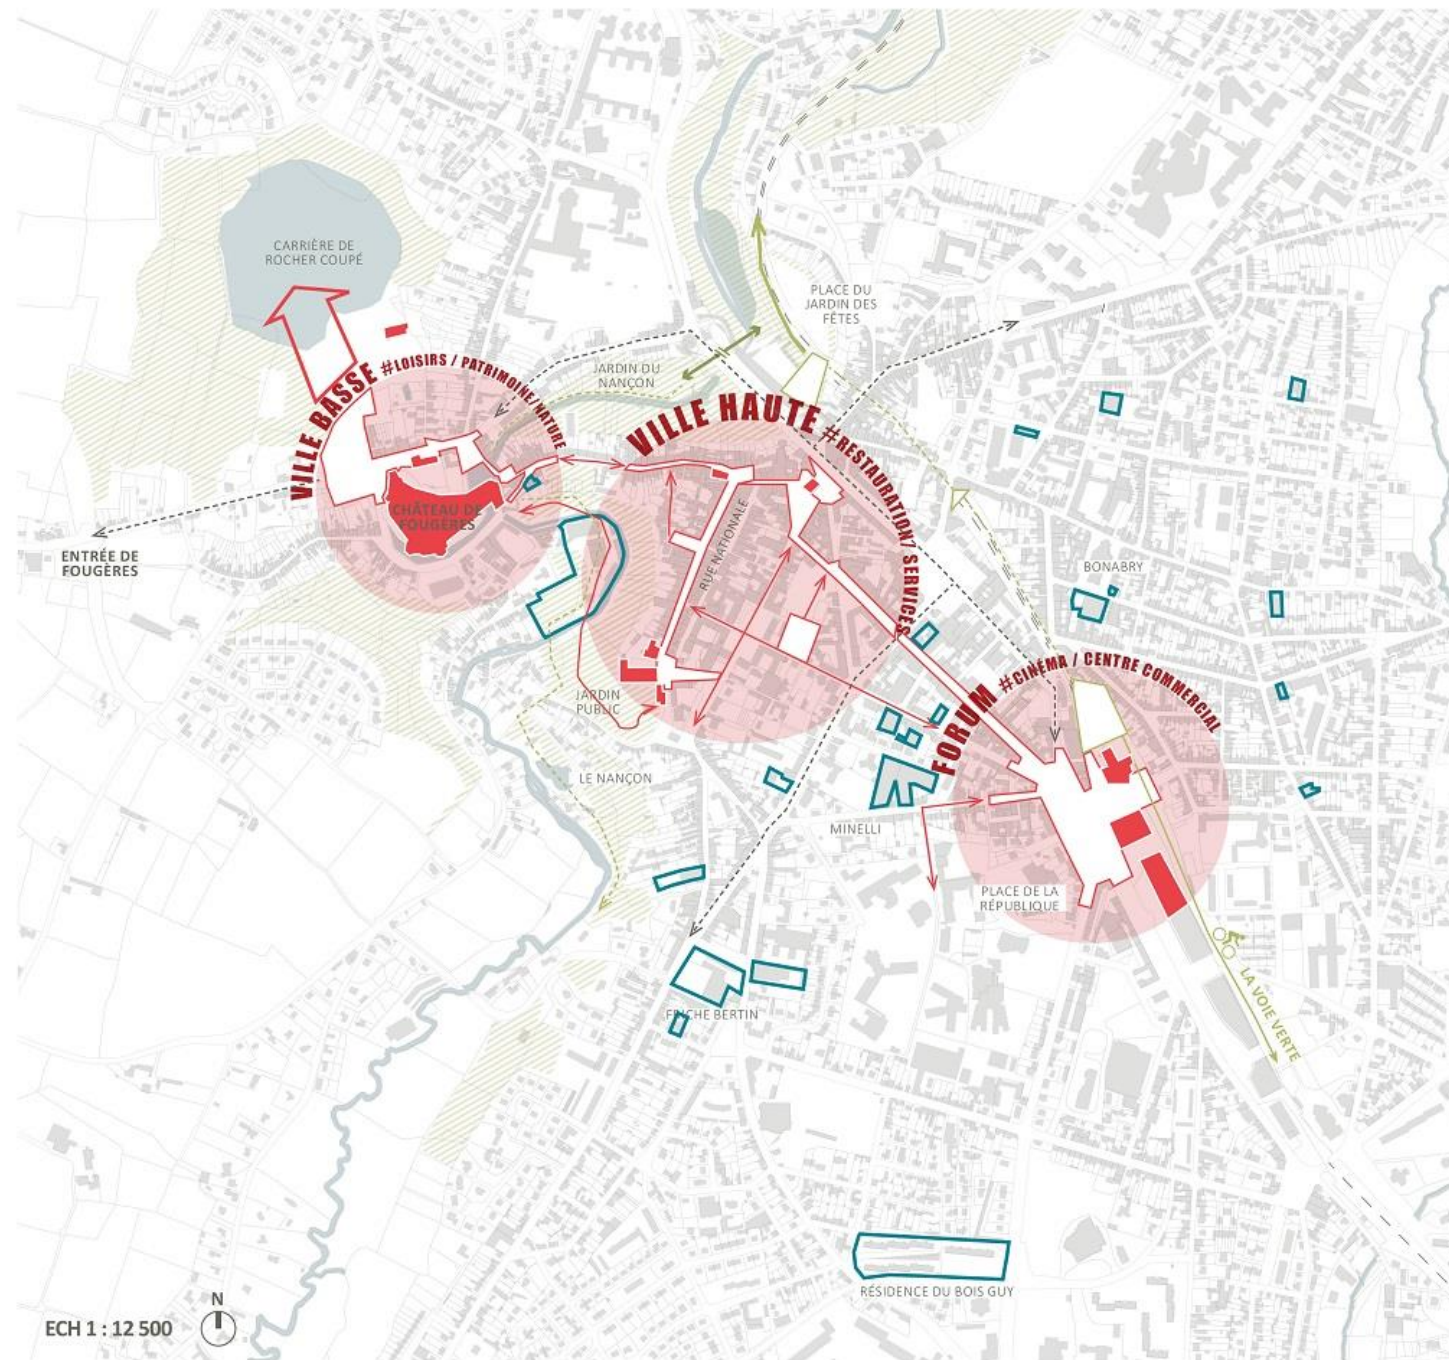 CARRIÈRE DE
ROCHER COUPÉ
PLACE DU
JARDIN DES
FÊTES
JARDIN DU
NANÇON
VILLE BASSE #LOISIRS / PATRIMOINE/NATURE
VILLE HAUTE #RESTAURATION/ SERVICES
CHÂTEAU DE
FOUGÈRES
ENTRÉE DE
FOUGÈRES
RUE NATIONALE
BONABRY
FORUM #CINÉMA / CENTRE COMMERCIAL
JARDIN
PUBLIC
LE NANÇON
MINELLI
PLACE DE LA
RÉPUBLIQUE
LA VOIE VERTE
FRICHE BERTIN
RÉSIDENCE DU BOIS GUY
N
ECH 1 : 12 500